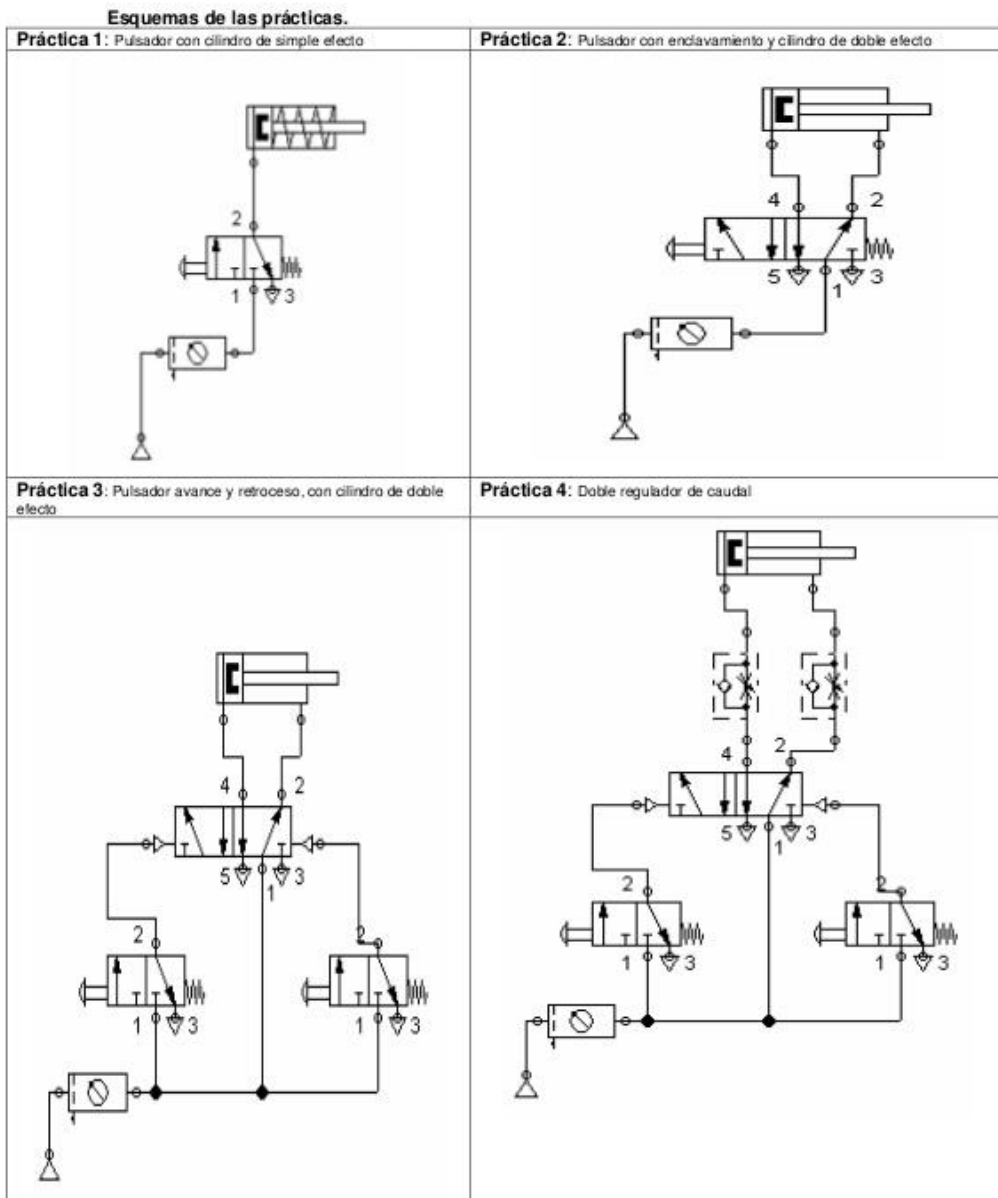 Esquemas de las prácticas.
Práctica 1: Pulsador con cilindro de simple efecto
2
1
3
Práctica 2: Pulsador con enclavamiento y cilindro de doble efecto
4 2
5 1 3
Práctica 3: Pulsador avance y retroceso, con cilindro de doble
efecto
4 2
5 1 3
2 2
1 3 1 3
Práctica 4: Doble regulador de caudal
4 2
5 1 3
2 2
1 3 1 3